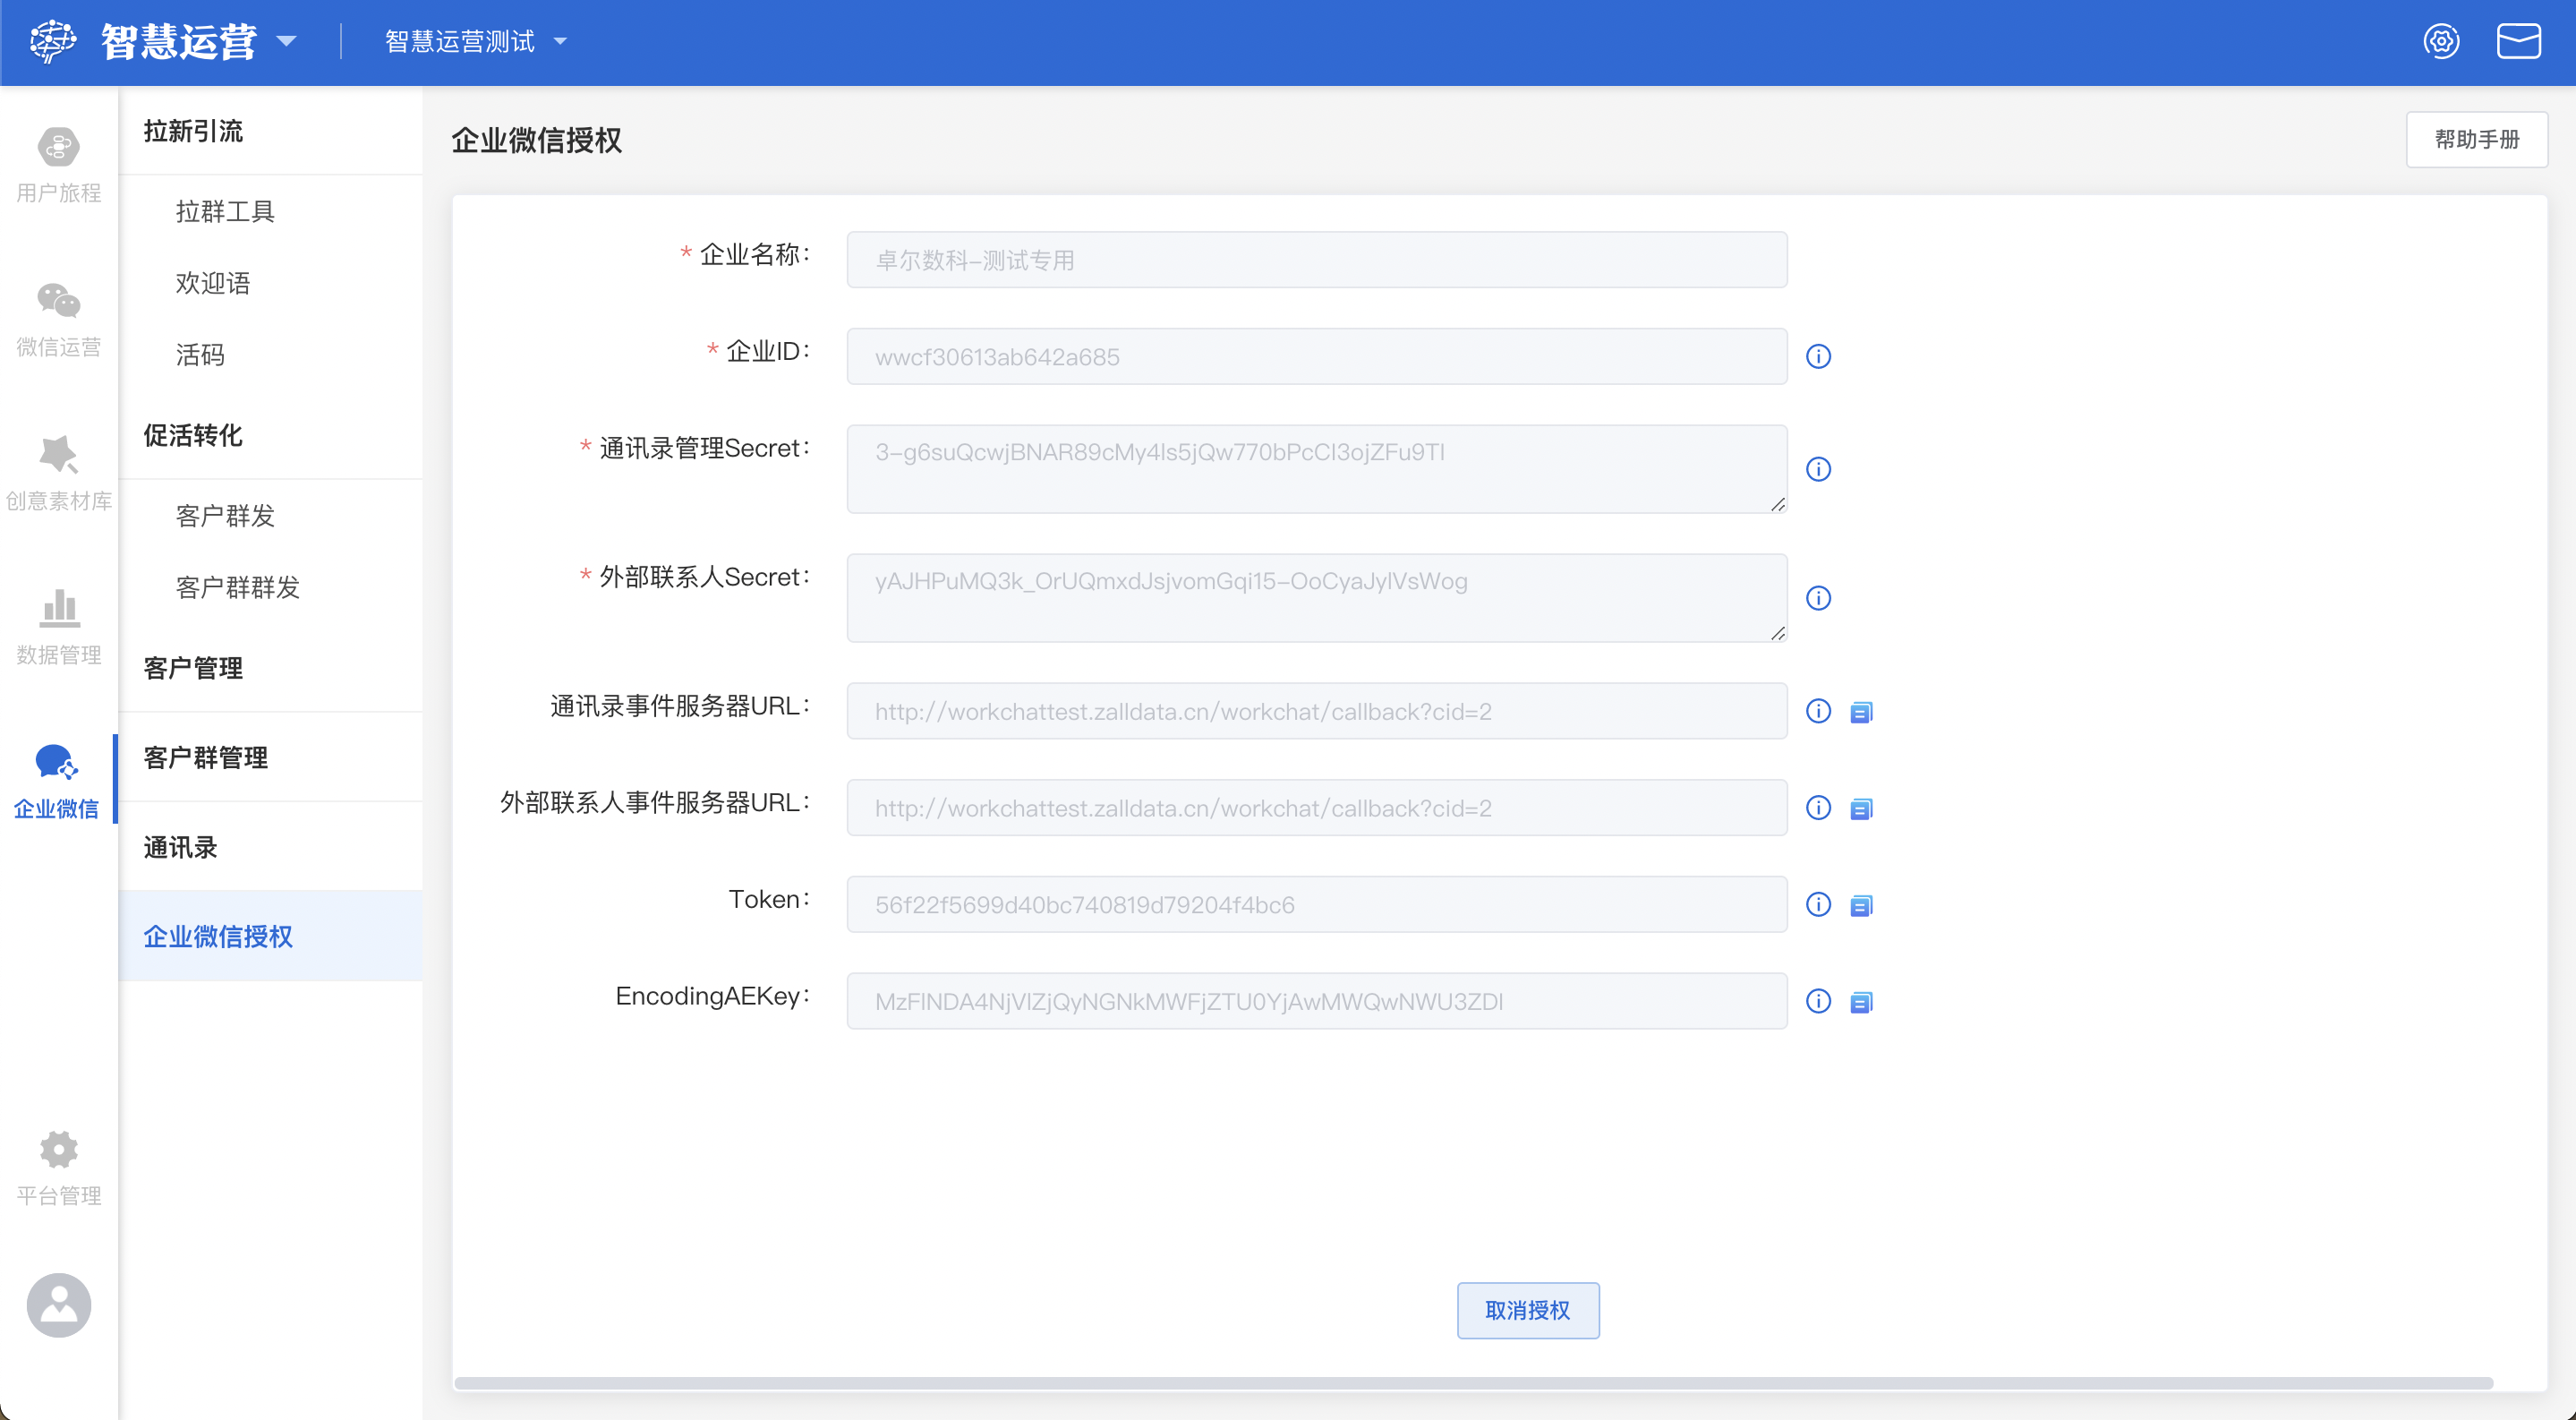 智慧运营
智慧运营测试
用户旅程
微信运营
创意素材库
数据管理
企业微信
平台管理
拉新引流
拉群工具
欢迎语
活码
促活转化
客户群发
客户群群发
客户管理
客户群管理
通讯录
企业微信授权
企业微信授权
帮助手册
* 企业名称: 卓尔数科-测试专用
* 企业ID: wwcf30613ab642a685
* 通讯录管理Secret: 3-g6suQcwjBNAR89cMy4ls5jQw770bPcCl3ojZFu9TI
* 外部联系人Secret: yAJHPuMQ3k_OrUQmxdJsjvomGqi15-OoCyaJylVsWog
通讯录事件服务器URL: http://workchattest.zalldata.cn/workchat/callback?cid=2
外部联系人事件服务器URL: http://workchattest.zalldata.cn/workchat/callback?cid=2
Token: 56f22f5699d40bc740819d79204f4bc6
EncodingAEKey: MzFlNDA4NjVlZjQyNGNkMWFjZTU0YjAwMWQwNWU3ZDI
取消授权